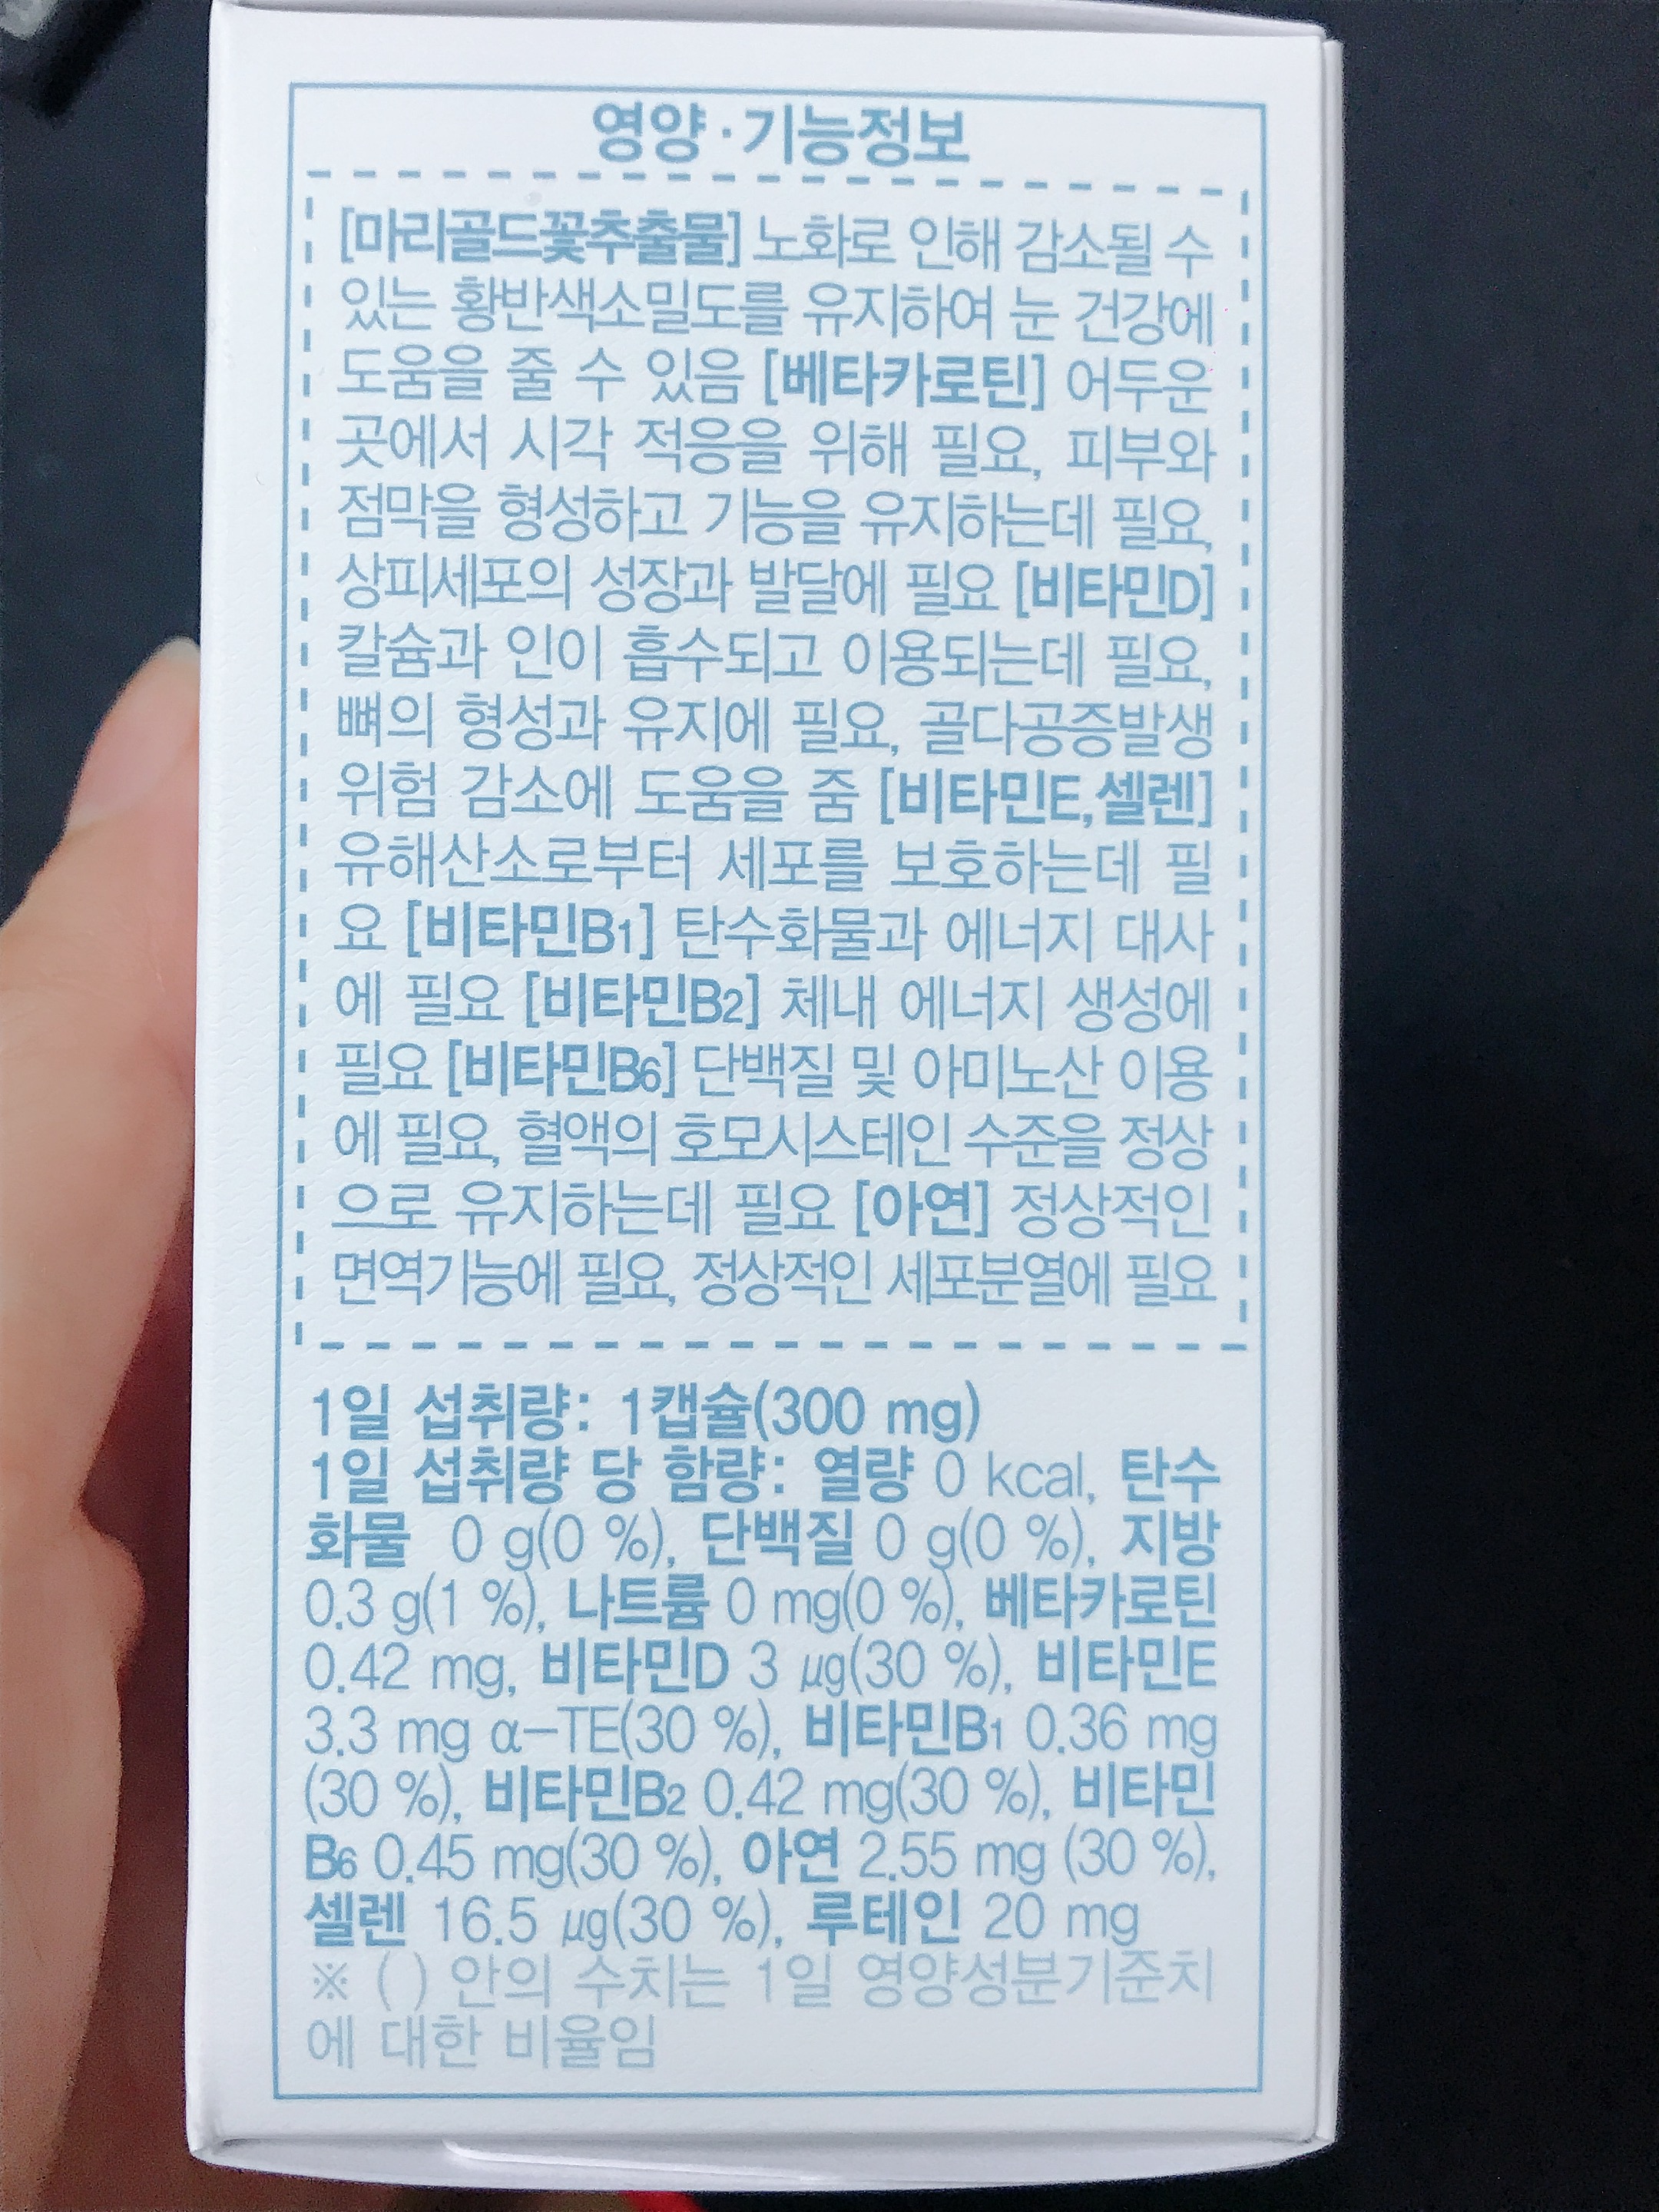 영양·기능정보
[마리골드꽃추출물] 노화로 인해 감소될 수
있는 황반색소밀도를 유지하여 눈 건강에
도움을 줄 수 있음 [베타카로틴] 어두운
곳에서 시각 적응을 위해 필요, 피부와
점막을 형성하고 기능을 유지하는데 필요,
상피세포의 성장과 발달에 필요 [비타민D]
칼슘과 인이 흡수되고 이용되는데 필요,
뼈의 형성과 유지에 필요, 골다공증발생
위험 감소에 도움을 줌 [비타민E,셀렌]
유해산소로부터 세포를 보호하는데 필
요 [비타민B1] 탄수화물과 에너지 대사
에 필요 [비타민B2] 체내 에너지 생성에
필요 [비타민B6] 단백질 및 아미노산 이용
에 필요, 혈액의 호모시스테인 수준을 정상
으로 유지하는데 필요 [아연] 정상적인
면역기능에 필요, 정상적인 세포분열에 필요
1일 섭취량: 1캡슐(300 mg)
1일 섭취량 당 함량: 열량 0 kcal, 탄수
화물 0 g(0 %), 단백질 0 g(0 %), 지방
0.3 g(1 %), 나트륨 0 mg(0 %), 베타카로틴
0.42 mg, 비타민D 3 μg(30 %), 비타민E
3.3 mg α-TE(30 %), 비타민B1 0.36 mg
(30 %), 비타민B2 0.42 mg(30 %), 비타민
B6 0.45 mg(30 %), 아연 2.55 mg (30 %),
셀렌 16.5 μg(30 %), 루테인 20 mg
※ ( ) 안의 수치는 1일 영양성분기준치
에 대한 비율임